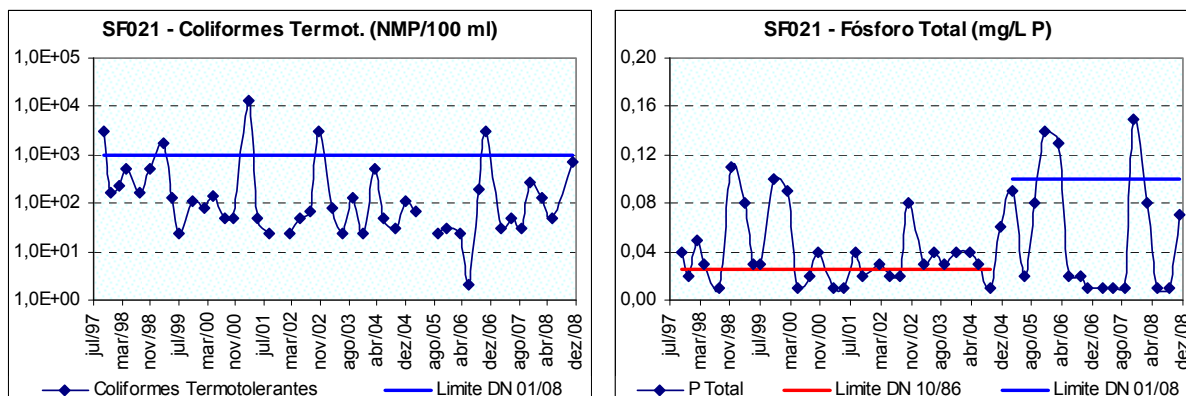 SF021 - Coliformes Termot. (NMP/100 ml)
1,0E+05
1,0E+04
1,0E+03
1,0E+02
1,0E+01
1,0E+00
jul/97
mar/98
nov/98
jul/99
mar/00
nov/00
jul/01
mar/02
nov/02
ago/03
abr/04
dez/04
ago/05
abr/06
dez/06
ago/07
abr/08
dez/08
Coliformes Termotolerantes
Limite DN 01/08
SF021 - Fósforo Total (mg/L P)
0,20
0,16
0,12
0,08
0,04
0,00
jul/97
mar/98
nov/98
jul/99
mar/00
nov/00
jul/01
mar/02
nov/02
ago/03
abr/04
dez/04
ago/05
abr/06
dez/06
ago/07
abr/08
dez/08
P Total
Limite DN 10/86
Limite DN 01/08